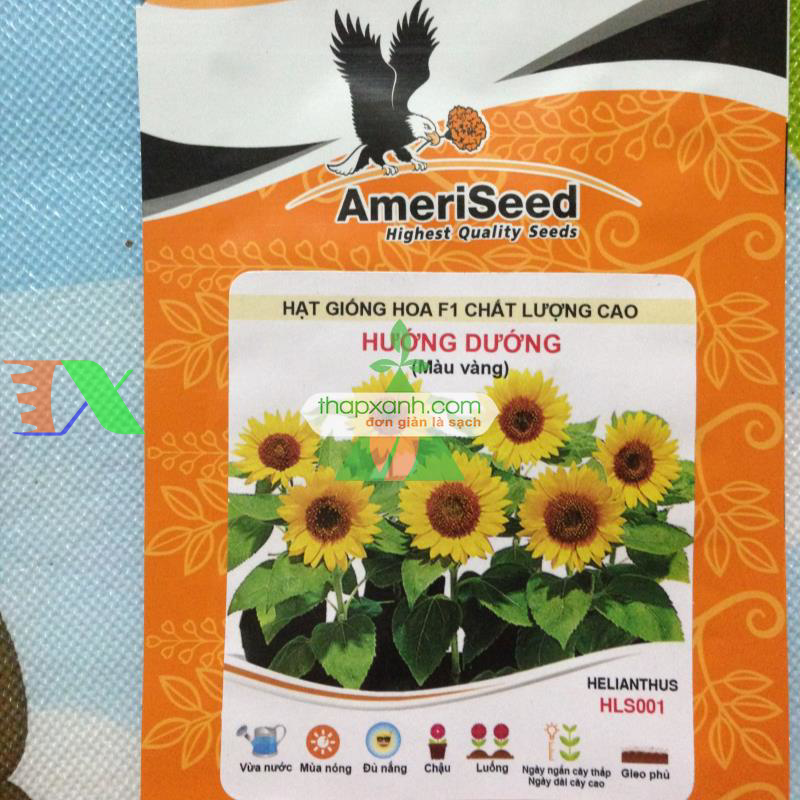 AmeriSeed
Highest Quality Seeds
HẠT GIỐNG HOA F1 CHẤT LƯỢNG CAO
HƯỚNG DƯỚNG
(Màu vàng)
thapxanh.com
đơn giản là sạch
TX
HELIANTHUS
HLS001
Vừa nước Mùa nóng Đủ nắng Chậu Luống Ngày ngắn cây thấp Gieo phủ
Ngày dài cây cao